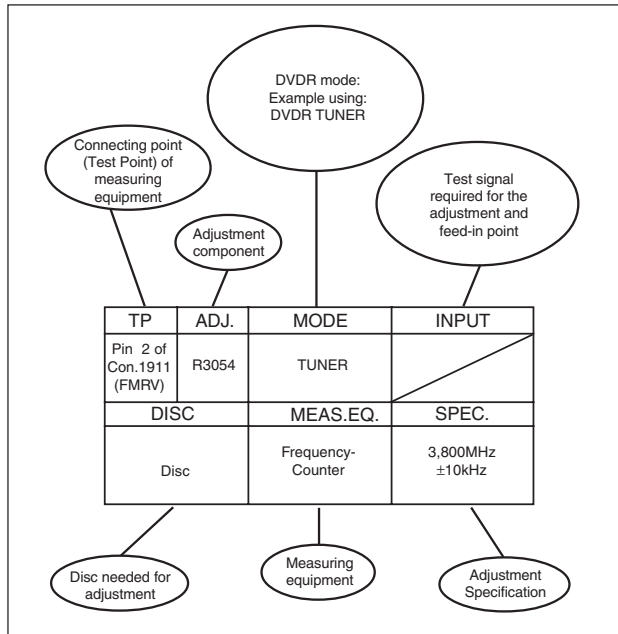 DVDR mode:
Example using:
DVDR TUNER
Connecting point
(Test Point) of
measuring
equipment
Test signal
required for the
adjustment and
feed-in point
Adjustment
component
TP ADJ. MODE INPUT
Pin 2 of
Con.1911
(FMRV)
R3054
TUNER
DISC MEAS.EQ. SPEC.
Disc
Frequency-
Counter
3,800MHz
±10kHz
Disc needed for
adjustment
Measuring
equipment
Adjustment
Specification